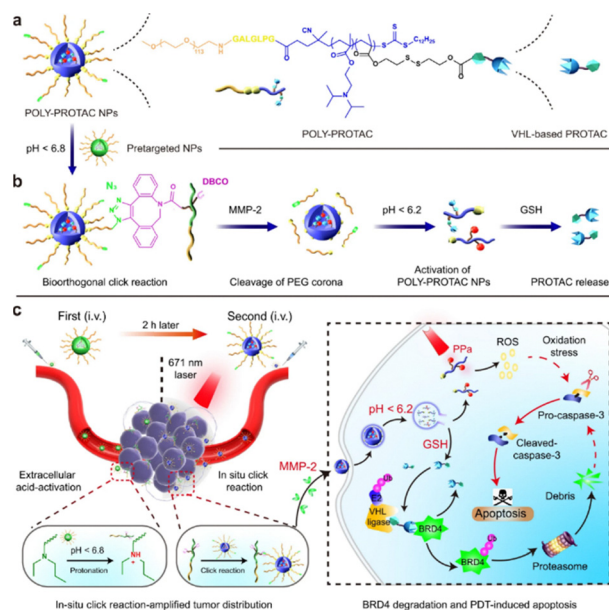 a
CN
GALGLPG
O
O
113
N
H
O
O
O
S
S
S
C12H25
O
O
S
S
O
O
N
POLY-PROTAC NPs
POLY-PROTAC
VHL-based PROTAC
pH < 6.8
Pretargeted NPs
b
N3
DBCO
MMP-2
pH < 6.2
GSH
Bioorthogonal click reaction
Cleavage of PEG corona
Activation of
POLY-PROTAC NPs
PROTAC release
c
First (i.v.)
2 h later
Second (i.v.)
671 nm
laser
Extracellular
acid-activation
In situ click
reaction
MMP-2
pH < 6.8
Protonation
Click reaction
In-situ click reaction-amplified tumor distribution
PPa
ROS
Oxidation
stress
pH < 6.2
Pro-caspase-3
GSH
Cleaved-
caspase-3
Apoptosis
Debris
E2
Ub
VHL
ligase
BRD4
BRD4
Proteasome
BRD4 degradation and PDT-induced apoptosis